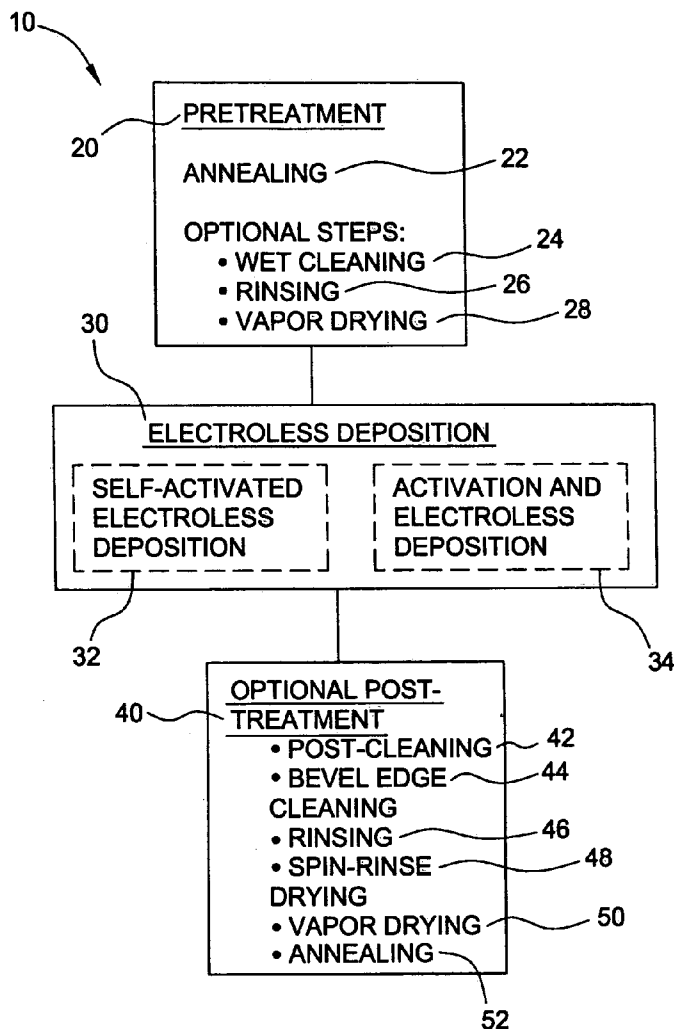 10
20
PRETREATMENT
ANNEALING 22
OPTIONAL STEPS:
• WET CLEANING 24
• RINSING 26
• VAPOR DRYING 28
30
ELECTROLESS DEPOSITION
SELF-ACTIVATED
ELECTROLESS
DEPOSITION
ACTIVATION AND
ELECTROLESS
DEPOSITION
32
34
40
OPTIONAL POST-
TREATMENT
• POST-CLEANING 42
• BEVEL EDGE 44
CLEANING
• RINSING 46
• SPIN-RINSE 48
DRYING
• VAPOR DRYING 50
• ANNEALING
52